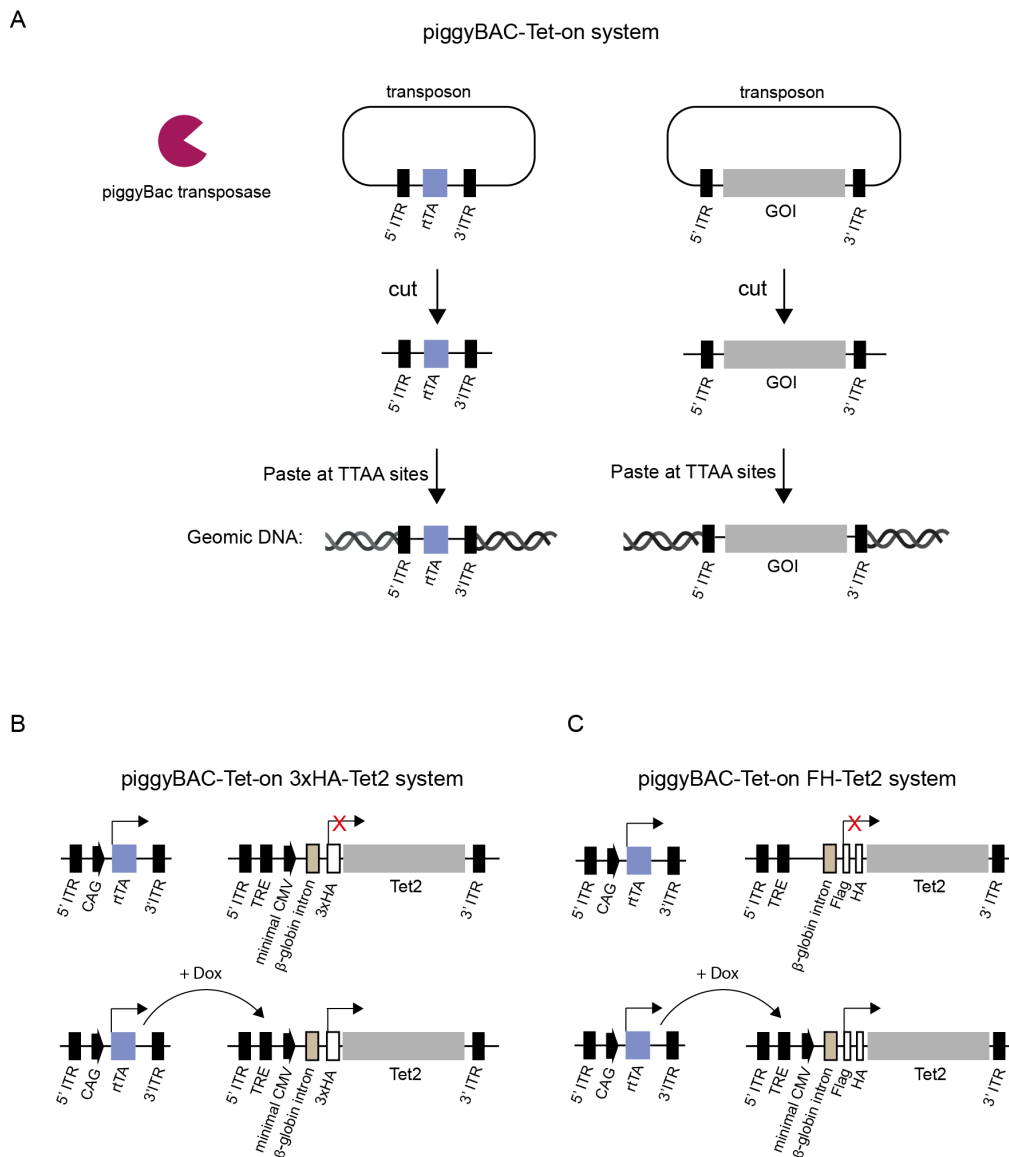 A
piggyBAC-Tet-on system
transposon
transposon
piggyBac transposase
5' ITR
rtTA
3'ITR
5' ITR
GOI
3' ITR
cut
cut
5' ITR
rtTA
3'ITR
5' ITR
GOI
3' ITR
Paste at TTAA sites
Paste at TTAA sites
Geomic DNA:
5' ITR
rtTA
3'ITR
5' ITR
GOI
3' ITR
B
piggyBAC-Tet-on 3xHA-Tet2 system
X
5' ITR
CAG
rtTA
3'ITR
5' ITR
TRE
minimal CMV
β-globin intron
3xHA
Tet2
3' ITR
+ Dox
5' ITR
CAG
rtTA
3'ITR
5' ITR
TRE
minimal CMV
β-globin intron
3xHA
Tet2
3' ITR
C
piggyBAC-Tet-on FH-Tet2 system
X
5' ITR
CAG
rtTA
3'ITR
5' ITR
TRE
β-globin intron
Flag
HA
Tet2
3' ITR
+ Dox
5' ITR
CAG
rtTA
3'ITR
5' ITR
TRE
minimal CMV
β-globin intron
Flag
HA
Tet2
3' ITR